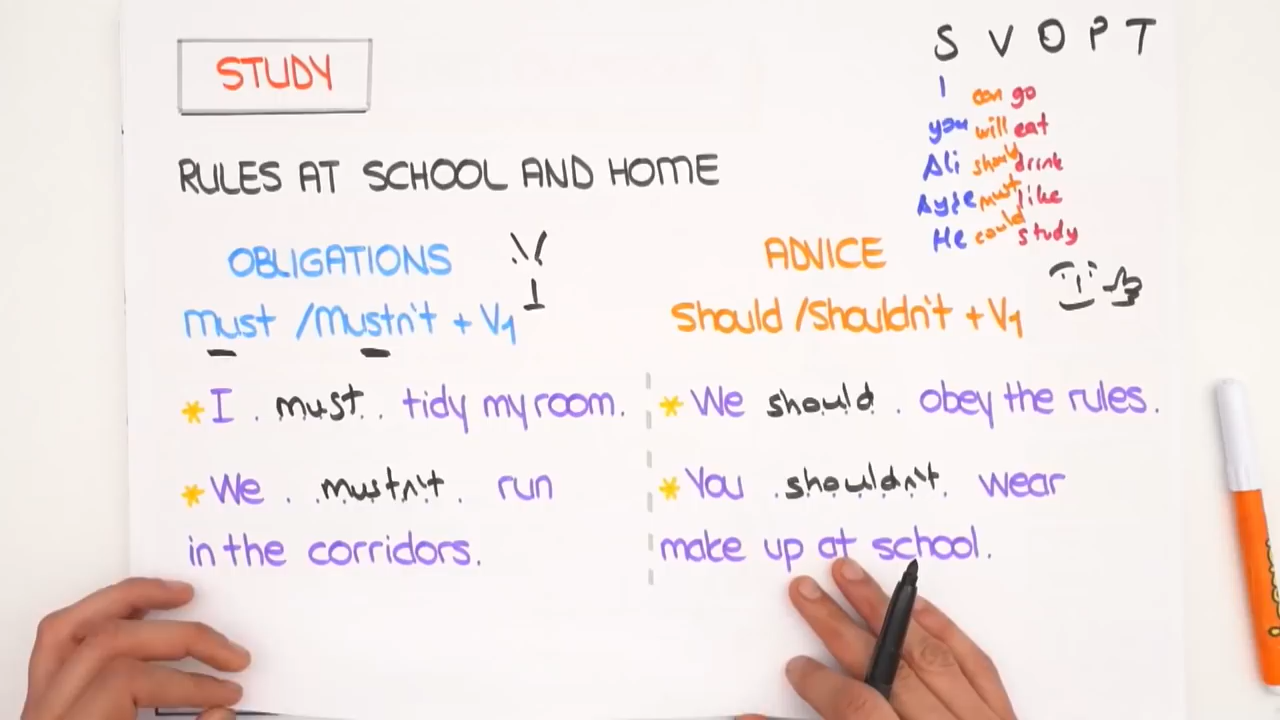 STUDY
S V O P T
I can go
you will eat
Ali should drink
Ayşe must like
He could study
RULES AT SCHOOL AND HOME
OBLIGATIONS
must /mustn't + V1
* I . must . . tidy my room.
* We . . mustn't . run
in the corridors.
ADVICE
should /shouldn't + V1
* We should . obey the rules.
* You . shouldn't . wear
make up at school.